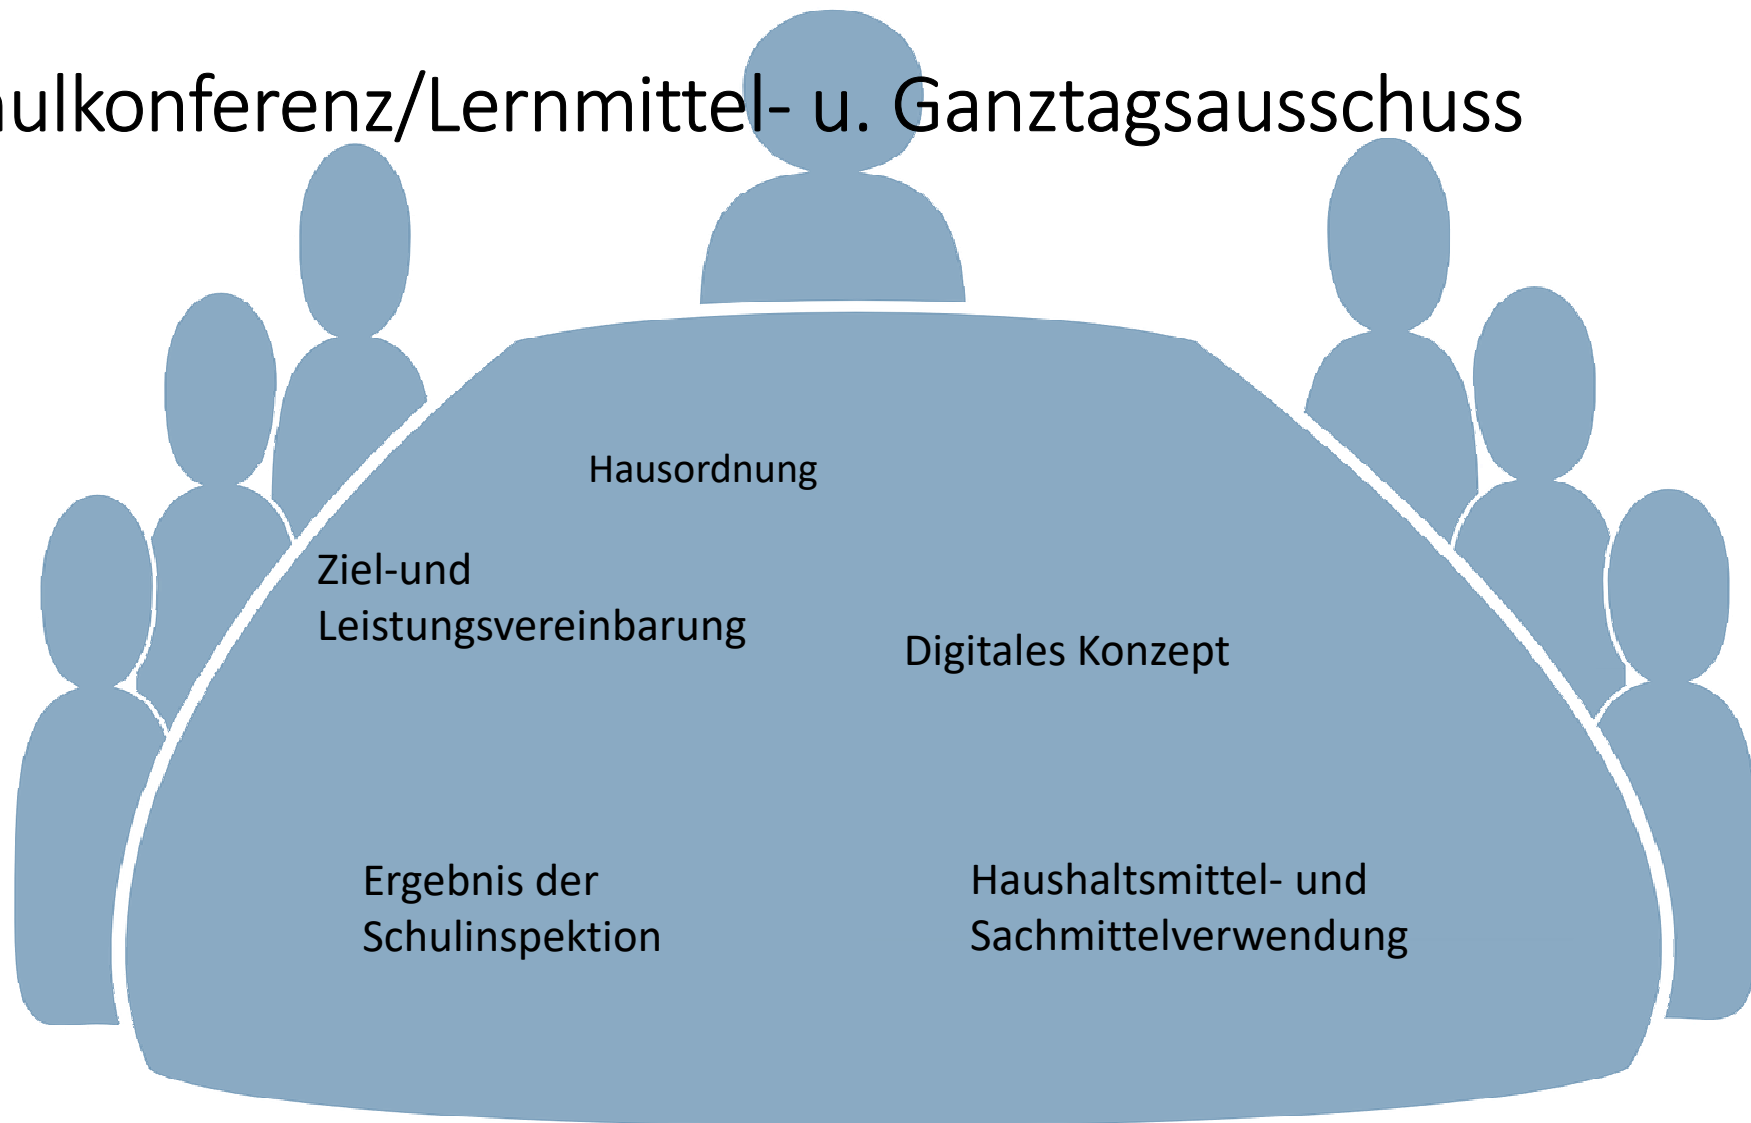 ulkonferenz/Lernmittel- u. Ganztagsausschuss
Hausordnung
Ziel-und
Leistungsvereinbarung
Digitales Konzept
Ergebnis der
Schulinspektion
Haushaltsmittel- und
Sachmittelverwendung